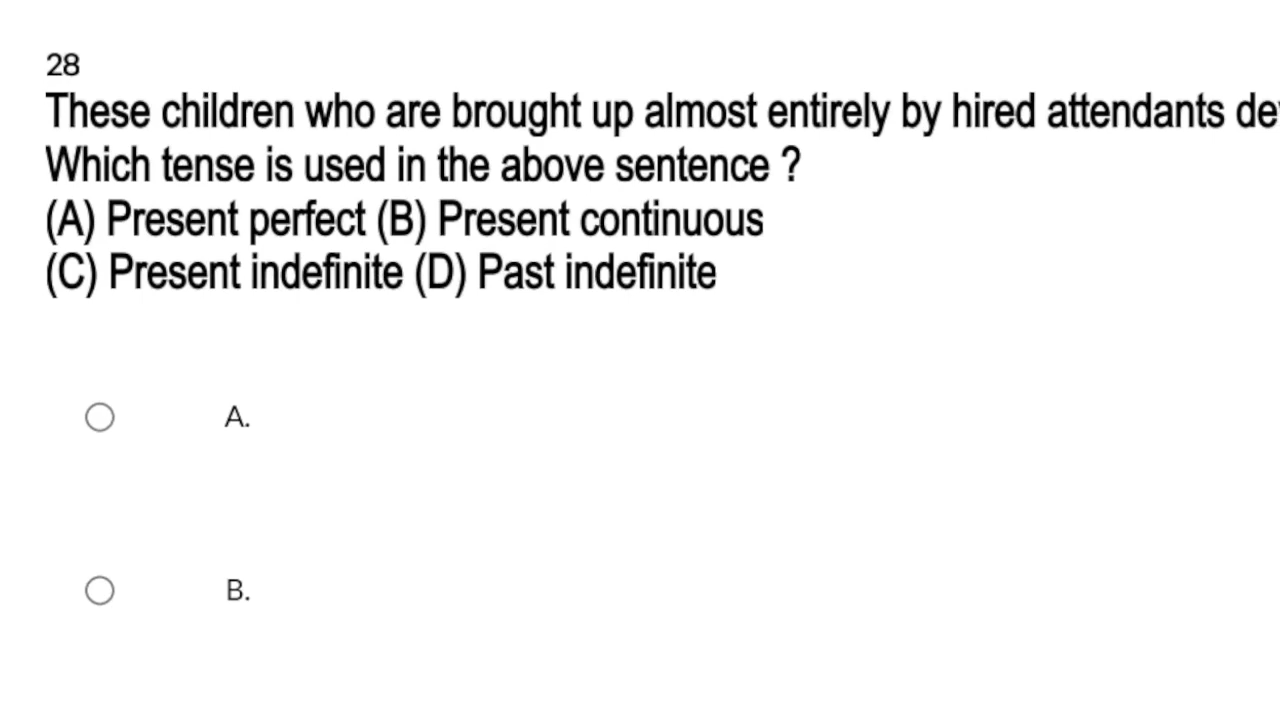 28
These children who are brought up almost entirely by hired attendants
Which tense is used in the above sentence ?
(A) Present perfect (B) Present continuous
(C) Present indefinite (D) Past indefinite
A.
B.